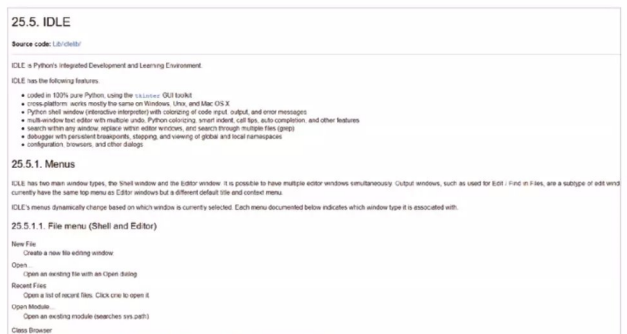 25.5. IDLE
Source code: Lib/idlelib/
IDLE is Python's Integrated Development and Learning Environment.
IDLE has the following features:
• coded in 100% pure Python, using the tkinter GUI toolkit
• cross-platform: works mostly the same on Windows, Unix, and Mac OS X
• Python shell window (interactive interpreter) with colorizing of code input, output, and error messages
• multi-window text editor with multiple undo, Python colorizing, smart indent, call tips, auto completion, and other features
• search within any window, replace within editor windows, and search through multiple files (grep)
• debugger with persistent breakpoints, stepping, and viewing of global and local namespaces
• configuration, browsers, and other dialogs
25.5.1. Menus
IDLE has two main window types, the Shell window and the Editor window. It is possible to have multiple editor windows simultaneously. Output windows, such as used for Edit / Find in Files, are a subtype of edit wind
currently have the same top menu as Editor windows but a different default title and context menu.
IDLE's menus dynamically change based on which window is currently selected. Each menu documented below indicates which window type it is associated with.
25.5.1.1. File menu (Shell and Editor)
New File
Create a new file editing window.
Open...
Open an existing file with an Open dialog.
Recent Files
Open a list of recent files. Click one to open it.
Open Module...
Open an existing module (searches sys.path).
Class Browser